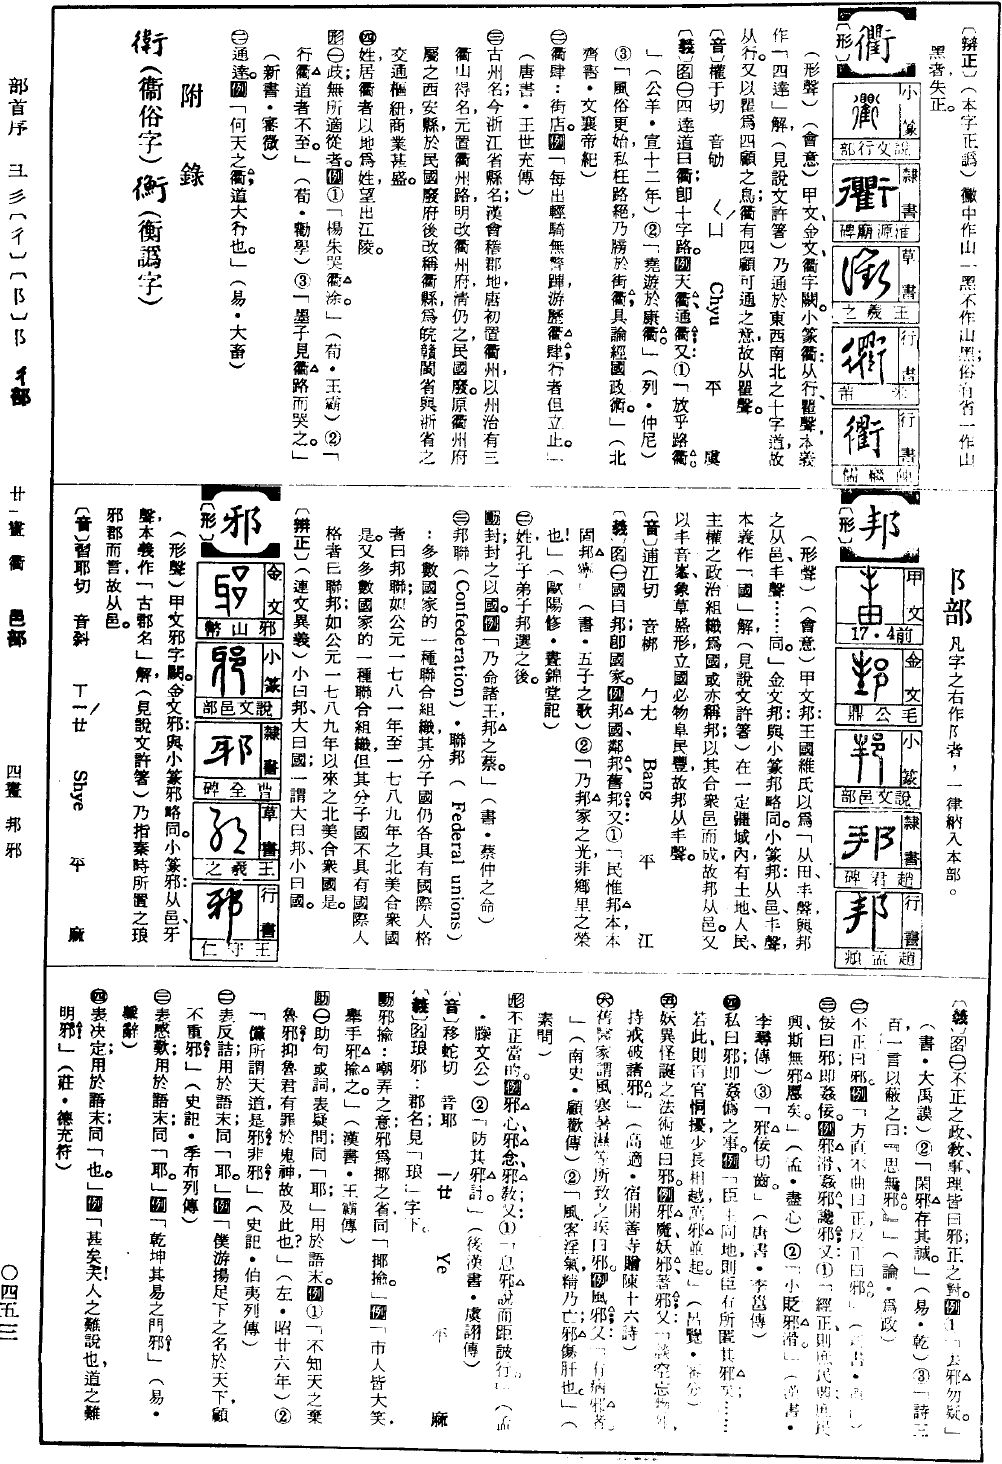 〔辨正〕（本字正譌）黴中作山一黑不作山黑；俗有省一作山
黑者，失正。
衢
〔形〕
小篆
說文行部
隸書
淮源廟碑
草書
王羲之
行書
米芾
行書
（形聲）（會意）甲文、金文衢字闕。小篆衢：从行，瞿聲，本義
作「四達」解，（見說文許箸）乃通於東西南北之十字道，故
从行。又以瞿爲四顧之鳥；衢有四顧可通之意，故从瞿聲。
〔音〕權于切　音劬　ㄑㄩˊ　Chyu　平　虞
〔義〕名㊀四達道曰衢；卽十字路。例天衢、通衢；又：①「放乎路衢。
」（公羊・宣十二年）②「堯游於康衢。」（列・仲尼）
③「風俗更始，私枉路絕，乃勝於街衢，具論經國政術。」（北
齊書・文襄帝紀）
㊁衢肆：街店。例「每出輕騎無警蹕，游歷衢肆；行者但立止。」
（唐書・王世充傳）
㊂古州名；今浙江省縣名；漢會稽郡地，唐初置衢州，以州治有三
衢山得名，元置衢州路，明改衢州府，清仍之，民國廢。原衢州府
屬之西安縣，於民國廢府後改稱衢縣，爲皖贛閩省與浙省之
交通樞紐，商業甚盛。
㊃姓，居衢者以地爲姓，望出江陵。
形㊀歧；無所適從者。例①「楊朱哭衢涂。」（荀・王霸）②「
行衢道者不至。」（荀・勸學）③「墨子見衢路而哭之。」
（新書・審微）
㊁通達。例「何天之衢，道大行也。」（易・大畜）
附錄
衛（衞俗字）衡（衡譌字）
阝部　凡字之右作阝者，一律納入本部。
邦
〔形〕
甲文
前4・17
金文
毛公鼎
小篆
說文邑部
隸書
趙君碑
行書
趙孟頫
（形聲）（會意）甲文邦：王國維氏以爲「从田、丰聲，與邦
之从邑丰聲……同。」金文邦：與小篆邦略同。小篆邦：从邑、丰聲，
本義作「國」解，（見說文許箸）在一定疆域內，有土地、人民、
主權之政治組織爲國，或亦稱邦；以其合衆邑而成，故邦从邑。又
以丰音峯，象草盛形，立國必物阜民豐，故邦从丰聲。
〔音〕逋江切　音梆　ㄅㄤ　Bang　平　江
〔義〕名㊀國曰邦；卽國家。例邦國、鄰邦、舊邦；又：①「民惟邦本，本
固邦寧。」（書・五子之歌）②「乃邦家之光，非鄉里之榮
也！」（歐陽修・晝錦堂記）
㊁姓，孔子弟子邦選之後。
動封；封之以國。例「乃命諸王邦之蔡。」（書・蔡仲之命）
㊂邦聯（Confederation）・聯邦（ Federal unions）
：多數國家的一種聯合組織，其分子國仍各具有國際人格
者曰邦聯；如公元一七八一年至一七八九年之北美合衆國
是。又多數國家的一種聯合組織，但其分子國不具有國際人
格者曰聯邦；如公元一七八九年以來之北美合衆國是。
〔辨正〕（連文異義）小曰邦，大曰國；一謂大曰邦，小曰國。
邪
〔形〕
金文
邪山幣
小篆
說文邑部
隸書
曹全碑
草書
王羲之
行書
王守仁
（形聲）甲文邪字闕。金文邪：與小篆邪略同。小篆邪：从邑、牙
聲，本義作「古郡名」解（見說文許箸）乃指秦時所置之琅
邪郡而言，故从邑。
〔音〕習耶切　音斜　ㄒㄧㄝˊ　Shye　平　麻
〔義〕名㊀不正之政教、事理皆曰邪；正之對。例①「去邪勿疑。」
（書・大禹謨）②「閑邪存其誠。」（易・乾）③「詩三
百，一言以蔽之曰：『思無邪。』」（論・爲政）
㊁不正曰邪。例「方直不曲曰正，反正曰邪。」
㊂佞曰邪；卽姦佞。例邪滑、姦邪、讒邪；又：①「經正則庶民興，庶民
興，斯無邪慝矣。」（孟・盡心）②「小貶邪滑。」（漢書・
李尋傳）③「邪佞切齒。」（唐書・李邕傳）
㊃私曰邪；卽姦僞之事。例「臣主同地，則臣有所匿其邪矣；……
若此，則百官恫擾，少長相越，萬邪並起。」（呂覽・審分）
㊄妖異怪誕之法術並曰邪。例邪魔、妖邪、著邪；又：「談空忘物外，
持戒破諸邪。」（高適・宿開善寺贈陳十六詩）
㊅舊醫家謂風寒暑濕等所致之疾曰邪。例風邪；又：①「有病邪者。
」（南史・顧歡傳）②「風客淫氣，精乃亡，邪傷肝也。」（
素問）
形不正當的。例邪心、邪念、邪教；又：①「息邪說而距詖行。」（孟
・滕文公）②「防其邪計。」（後漢書・虞詡傳）
〔音〕移蛇切　音耶　ㄧㄝˊ　Ye　平　麻
〔義〕名琅邪：郡名；見「琅」字下。
動邪揄：嘲弄之意；邪爲揶之省，同「揶揄」。例「市人皆大笑，
舉手邪揄之。」（漢書・王霸傳）
助㊀助句或詞，表疑問，同「耶」；用於語末。例①「不知天之棄
魯邪，抑魯君有罪於鬼神，故及此也？」（左・昭廿六年）②
「儻所謂天道，是邪非邪。」（史記・伯夷列傳）
㊁表反詰；用於語末；同「耶」。例「僕游揚足下之名於天下，顧
不重邪？」（史記・季布列傳）
㊂表感歎；用於語末；同「耶」。例「乾坤其易之門邪。」（易・
繫辭）
㊃表決定；用於語末；同「也」。例「甚矣夫！人之難說也，道之難
明邪。」（莊・德充符）
部首序　彐彡〔彳〕〔阝〕阝　彳部　廿一畫　衢　邑部　四畫　邦邪　〇四五三